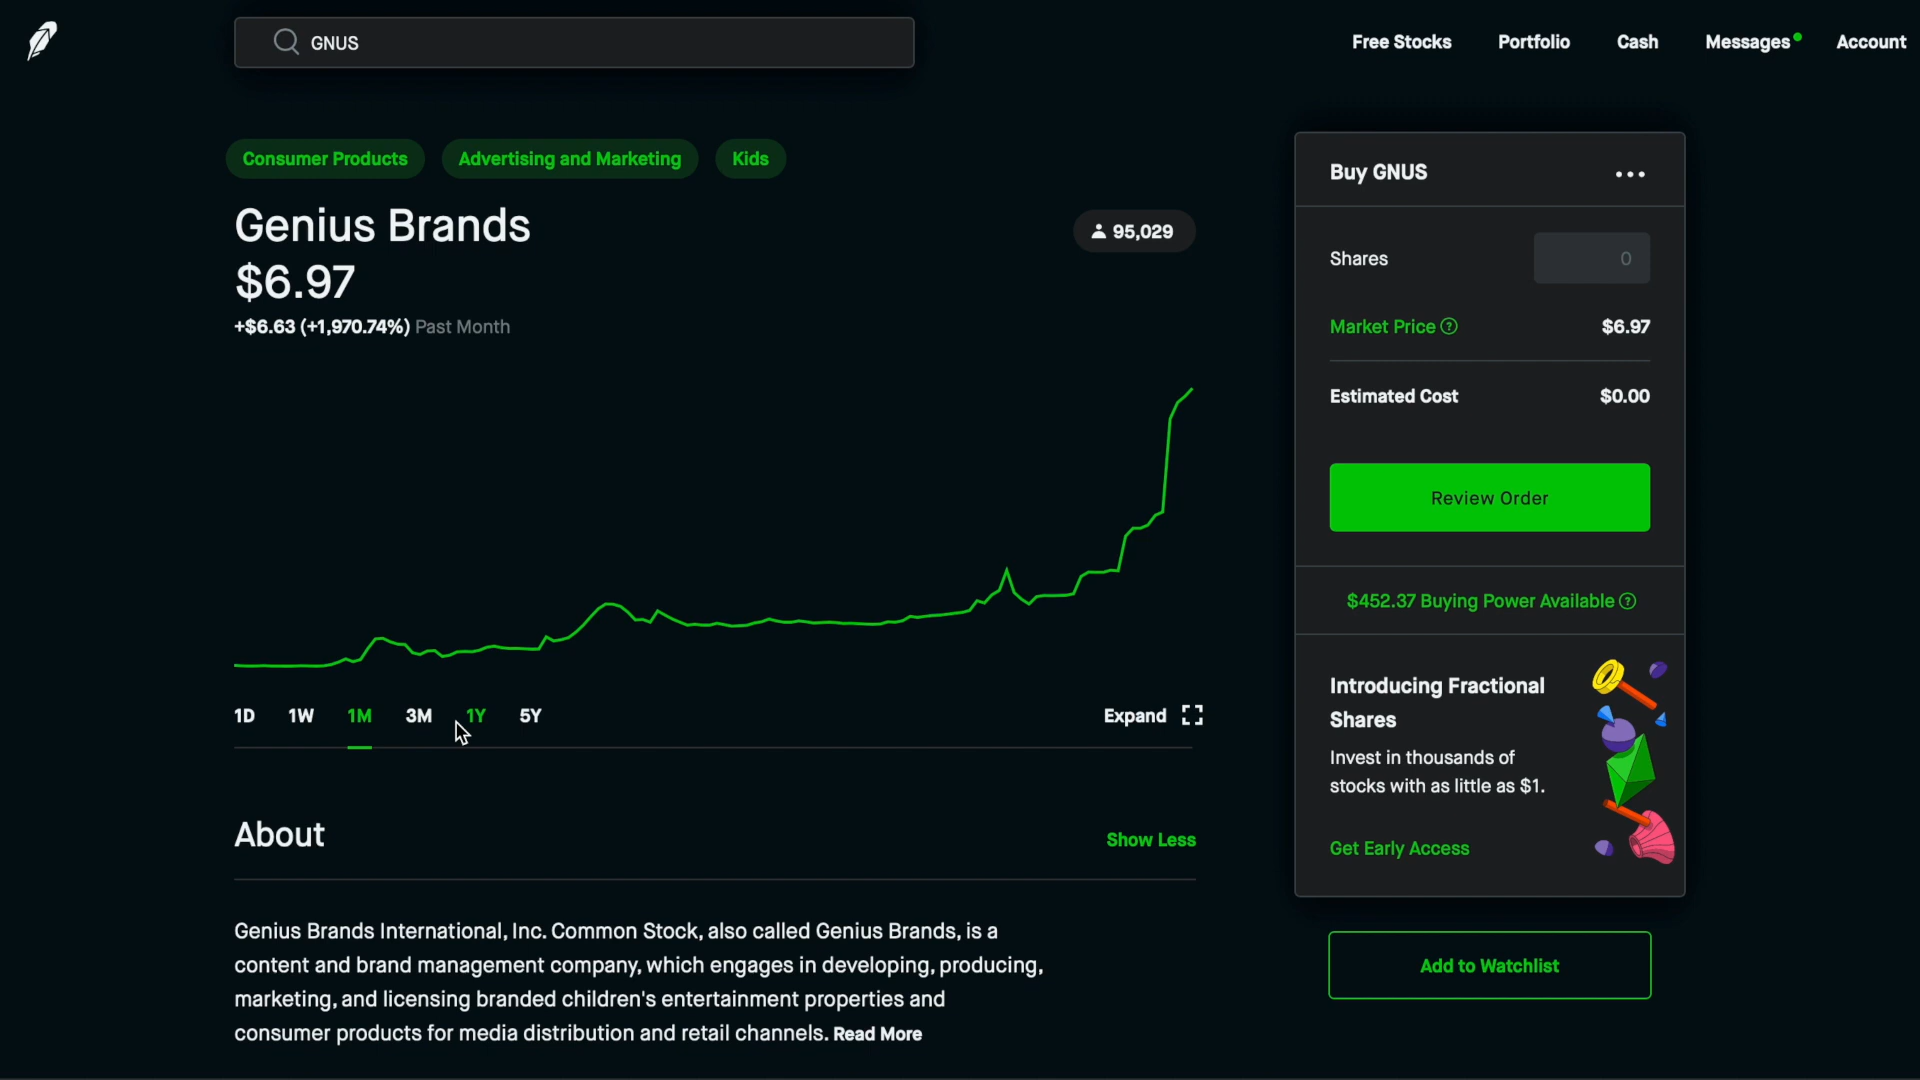 GNUS
Free Stocks
Portfolio
Cash
Messages
Account
Consumer Products
Advertising and Marketing
Kids
Genius Brands
95,029
$6.97
+$6.63 (+1,970.74%) Past Month
1D
1W
1M
3M
1Y
5Y
Expand
About
Show Less
Genius Brands International, Inc. Common Stock, also called Genius Brands, is a
content and brand management company, which engages in developing, producing,
marketing, and licensing branded children's entertainment properties and
consumer products for media distribution and retail channels. Read More
Buy GNUS
Shares
0
Market Price ?
$6.97
Estimated Cost
$0.00
Review Order
$452.37 Buying Power Available ?
Introducing Fractional
Shares
Invest in thousands of
stocks with as little as $1.
Get Early Access
Add to Watchlist